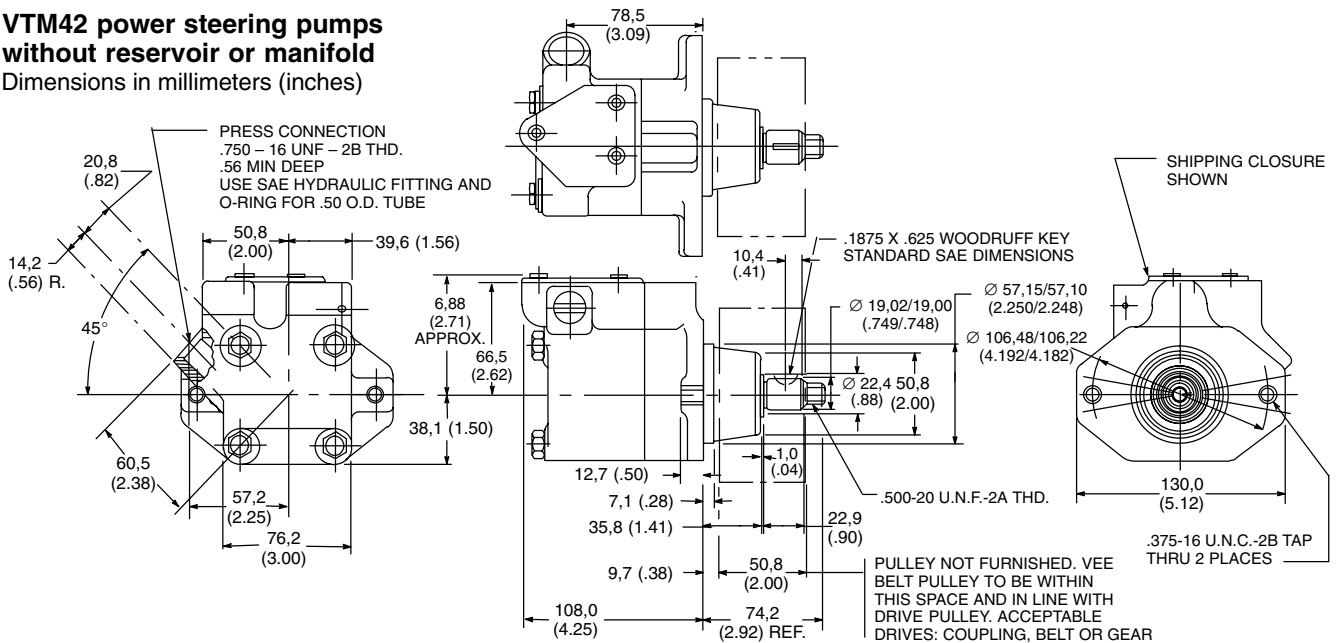 VTM42 power steering pumps
without reservoir or manifold
Dimensions in millimeters (inches)
78,5
(3.09)
PRESS CONNECTION
.750 – 16 UNF – 2B THD.
.56 MIN DEEP
USE SAE HYDRAULIC FITTING AND
O-RING FOR .50 O.D. TUBE
20,8
(.82)
14,2
(.56) R.
45°
50,8
(2.00)
39,6 (1.56)
6,88
(2.71)
APPROX.
66,5
(2.62)
38,1 (1.50)
60,5
(2.38)
57,2
(2.25)
76,2
(3.00)
10,4
(.41)
.1875 X .625 WOODRUFF KEY
STANDARD SAE DIMENSIONS
∅ 19,02/19,00
(.749/.748)
∅ 57,15/57,10
(2.250/2.248)
∅ 106,48/106,22
(4.192/4.182)
∅ 22,4
(.88)
50,8
(2.00)
1,0
(.04)
12,7 (.50)
7,1 (.28)
35,8 (1.41)
.500-20 U.N.F.-2A THD.
22,9
(.90)
9,7 (.38)
50,8
(2.00)
108,0
(4.25)
74,2
(2.92) REF.
PULLEY NOT FURNISHED. VEE
BELT PULLEY TO BE WITHIN
THIS SPACE AND IN LINE WITH
DRIVE PULLEY. ACCEPTABLE
DRIVES: COUPLING, BELT OR GEAR
SHIPPING CLOSURE
SHOWN
130,0
(5.12)
.375-16 U.N.C.-2B TAP
THRU 2 PLACES